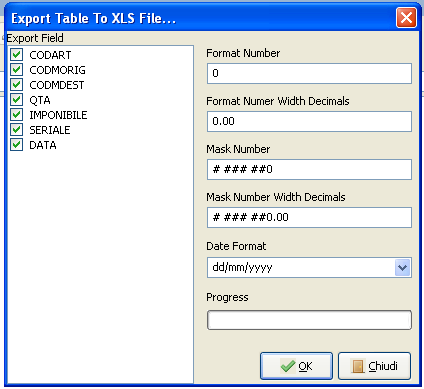 Export Table To XLS File...
Export Field
CODART
CODMORIG
CODMDEST
QTA
IMPONIBILE
SERIALE
DATA
Format Number
0
Format Numer Width Decimals
0.00
Mask Number
# ### ##0
Mask Number Width Decimals
# ### ##0.00
Date Format
dd/mm/yyyy
Progress
OK
Chiudi